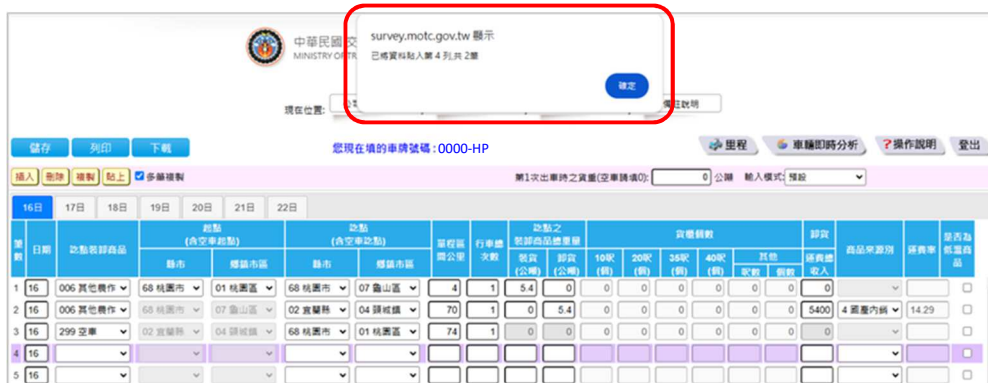 中華民國 交
MINISTRY OF TR
survey.motc.gov.tw 顯示
已將資料貼入第 4 列,共 2筆
確定
現在位置:
備註說明
儲存 列印 下載 您現在填的車牌號碼 : 0000-HP 里程 車輛即時分析 ?操作說明 登出
插入 刪除 複製 貼上 多筆複製 第1次出車時之貨重(空車請填0): 0 公噸 輸入模式: 預設
16日 17日 18日 19日 20日 21日 22日
筆數 日期 訖點裝卸商品 起點 (含空車起點) 縣市 鄉鎮市區 訖點 (含空車訖點) 縣市 鄉鎮市區 單程區間公里 行車總次數 訖點之裝卸商品總重量 裝貨 (公噸) 卸貨 (公噸) 貨櫃個數 10呎 (個) 20呎 (個) 35呎 (個) 40呎 (個) 其他 呎數 個數 卸貨 運費總收入 商品來源別 運費率 是否為低溫商品
1 16 006 其他農作 68 桃園市 01 桃園區 68 桃園市 07 龜山區 4 1 5.4 0 0 0 0 0 0 0 0
2 16 006 其他農作 68 桃園市 07 龜山區 02 宜蘭縣 04 頭城鎮 70 1 0 5.4 0 0 0 0 0 0 5400 4 國產內銷 14.29
3 16 299 空車 02 宜蘭縣 04 頭城鎮 68 桃園市 01 桃園區 74 1 0 0 0 0 0 0 0 0 0
4 16
5 16